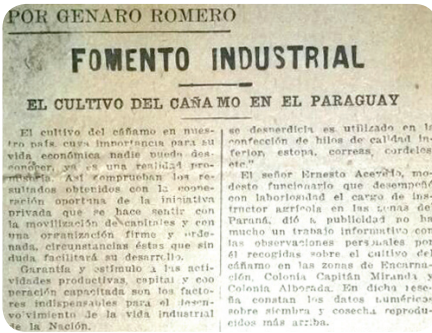 POR GENARO ROMERO
FOMENTO INDUSTRIAL
EL CULTIVO DEL CAÑAMO EN EL PARAGUAY
El cultivo del cáñamo en nues-
tro país, cuya importancia para su
vida económica nadie puede des-
conocer, ya es una realidad pro-
misoria. Así comprueban los re-
sultados obtenidos con la coope-
ración oportuna de la iniciativa
privada que se hace sentir con
la movilización de capitales y con
una organización firme y orde-
nada, circunstancias éstas que sin
duda facilitará su desarrollo.
Garantía y estímulo a las acti-
vidades productivas, capital y coo
peración capacitada son los facto-
res indispensables para el desen-
volvimiento de la vida industrial
de la Nación.
se desperdicia es utilizado en la
confección de hilos de calidad in-
ferior, estopa, correas, cordeles
etc."
El señor Ernesto Acevedo, mo-
desto funcionario que desempeñó
con laboriosidad el cargo de ins-
tructor agrícola en las zonas de
Paraná, dió a publicidad no ha
mucho un trabajo informativo con
las observaciones personales por
él recogidas sobre el cultivo del
cáñamo en las zonas de Encarna-
ción, Colonia Capitán Miranda y
Colonia Alborada. En dicha rese-
ña constan los datos numéricos
sobre siembra y cosecha reprodu-
cidos más arriba.